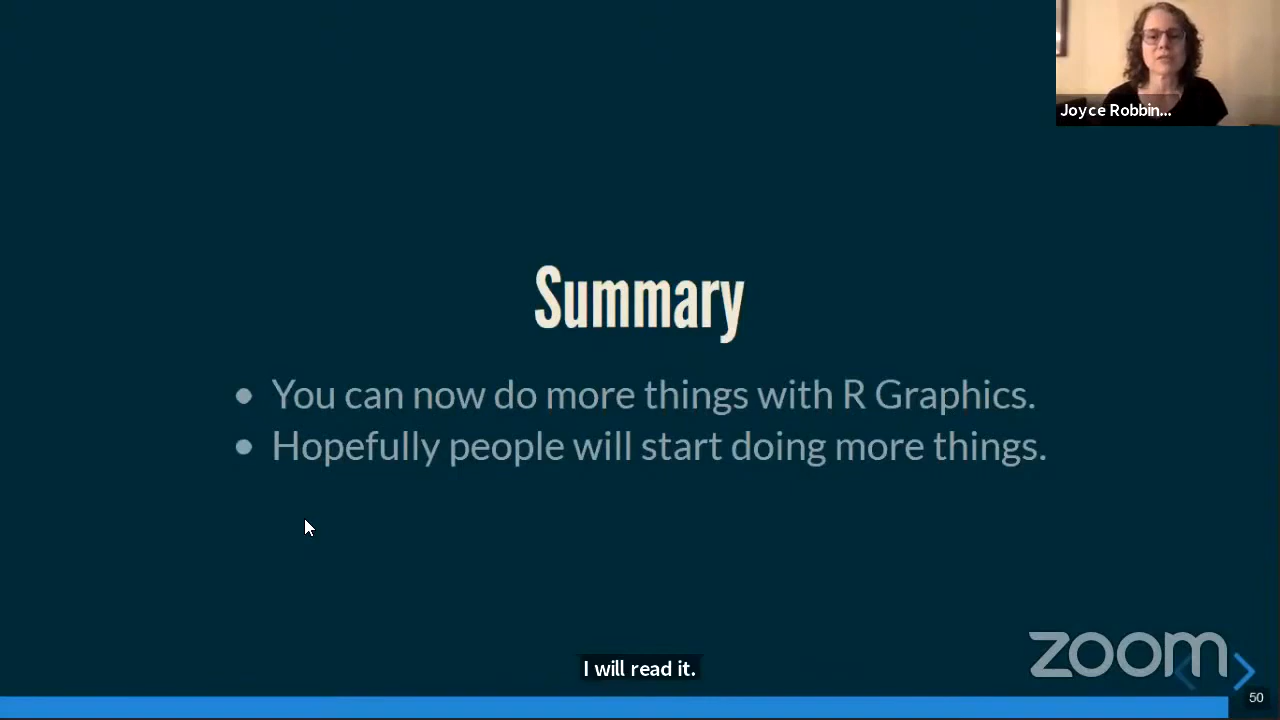 Joyce Robbin...
Summary
You can now do more things with R Graphics.
Hopefully people will start doing more things.
I will read it.
zoom
50